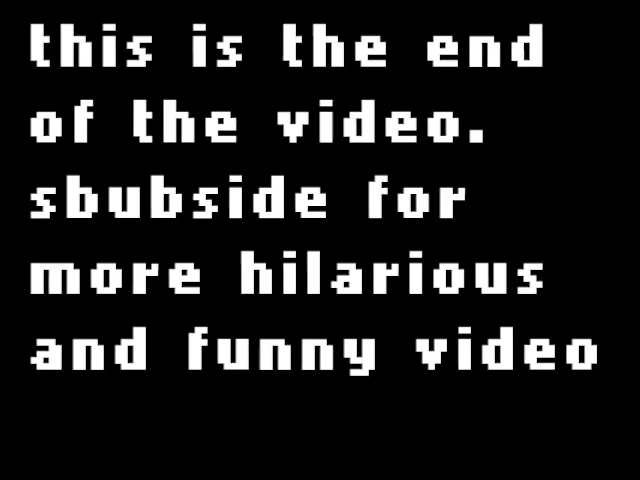 this is the end
of the video.
sbubside for
more hilarious
and funny video